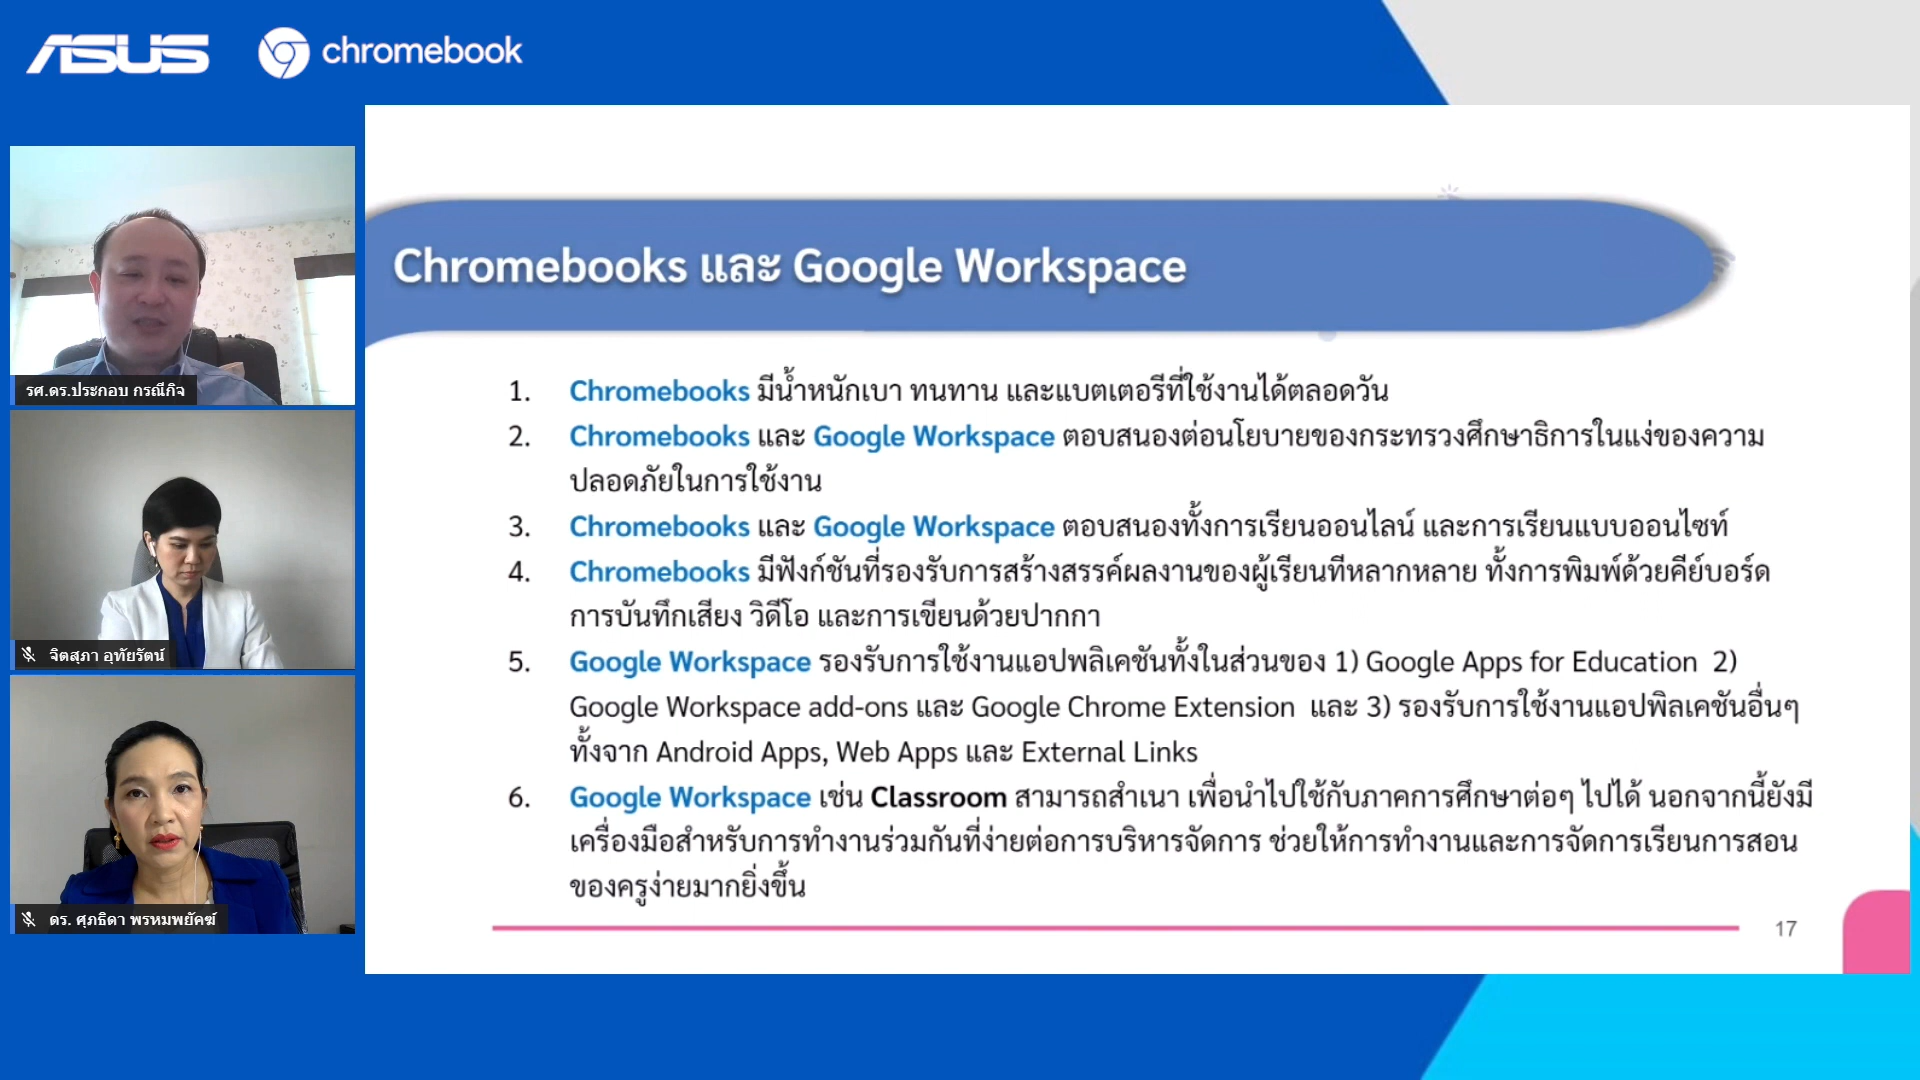 ASUS chromebook
รศ.ดร.ประกอบ กรณีกิจ
จิตสุภา อุทัยรัตน์
ดร. ศุภธิดา พรหมพยัคฆ์
Chromebooks และ Google Workspace
1. Chromebooks มีน้ำหนักเบา ทนทาน และแบตเตอรีที่ใช้งานได้ตลอดวัน
2. Chromebooks และ Google Workspace ตอบสนองต่อนโยบายของกระทรวงศึกษาธิการในแง่ของความ
ปลอดภัยในการใช้งาน
3. Chromebooks และ Google Workspace ตอบสนองทั้งการเรียนออนไลน์ และการเรียนแบบออนไซท์
4. Chromebooks มีฟังก์ชันที่รองรับการสร้างสรรค์ผลงานของผู้เรียนทีหลากหลาย ทั้งการพิมพ์ด้วยคีย์บอร์ด
การบันทึกเสียง วิดีโอ และการเขียนด้วยปากกา
5. Google Workspace รองรับการใช้งานแอปพลิเคชันทั้งในส่วนของ 1) Google Apps for Education 2)
Google Workspace add-ons และ Google Chrome Extension และ 3) รองรับการใช้งานแอปพิลเคชันอื่นๆ
ทั้งจาก Android Apps, Web Apps และ External Links
6. Google Workspace เช่น Classroom สามารถสำเนา เพื่อนำไปใช้กับภาคการศึกษาต่อๆ ไปได้ นอกจากนี้ยังมี
เครื่องมือสำหรับการทำงานร่วมกันที่ง่ายต่อการบริหารจัดการ ช่วยให้การทำงานและการจัดการเรียนการสอน
ของครูง่ายมากยิ่งขึ้น
17